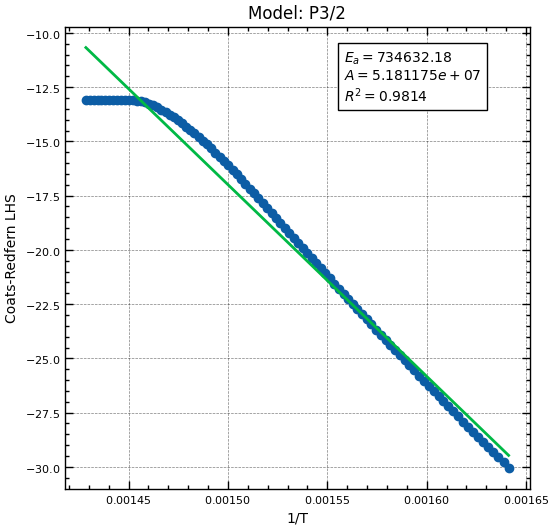 Model: P3/2
−10.0
−12.5
−15.0
−17.5
−20.0
−22.5
−25.0
−27.5
−30.0
Coats-Redfern LHS
E_a = 734632.18
A = 5.181175e + 07
R^2 = 0.9814
0.00145
0.00150
0.00155
0.00160
0.00165
1/T